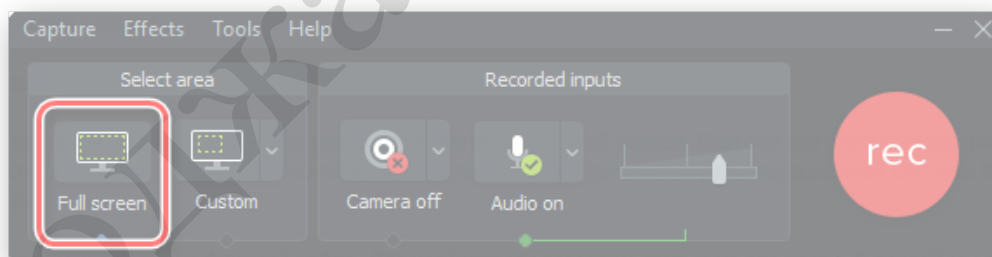 Capture Effects Tools Help
Select area Recorded inputs
rec
Full screen Custom Camera off Audio on